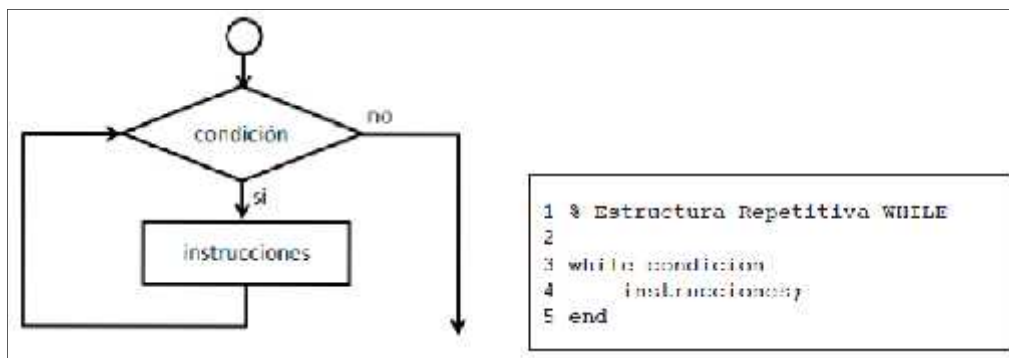 condición
no
si
instrucciones
1 % Estructura Repetitiva WHILE
2
3 while condicion
4 instrucciones;
5 end